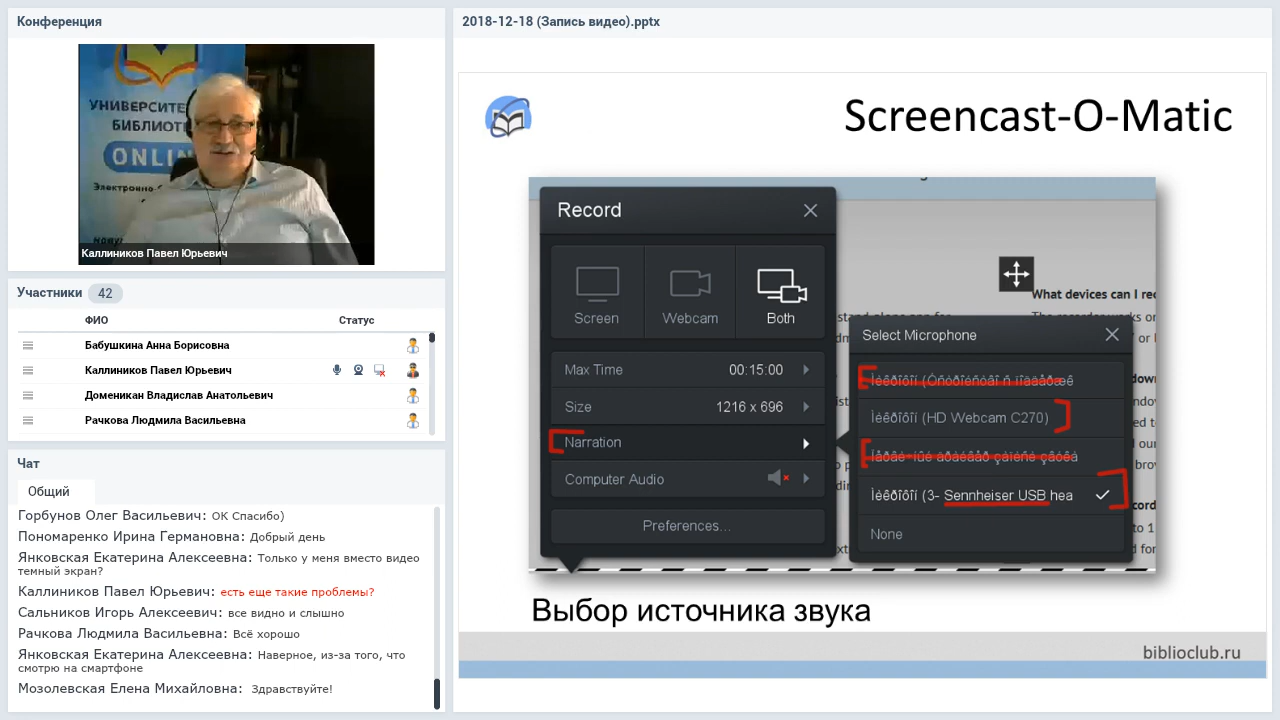 Конференция
УНИВЕРСИТЕ
БИБЛИОТЕ
ONLIN
Каллиников Павел Юрьевич
Участники 42
ФИО Статус
Бабушкина Анна Борисовна
Каллиников Павел Юрьевич
Доменикан Владислав Анатольевич
Рачкова Людмила Васильевна
Чат
Общий
Горбунов Олег Васильевич: ОК Спасибо)
Пономаренко Ирина Германовна: Добрый день
Янковская Екатерина Алексеевна: Только у меня вместо видео
темный экран?
Каллиников Павел Юрьевич: есть еще такие проблемы?
Сальников Игорь Алексеевич: все видно и слышно
Рачкова Людмила Васильевна: Всё хорошо
Янковская Екатерина Алексеевна: Наверное, из-за того, что
смотрю на смартфоне
Мозолевская Елена Михайловна: Здравствуйте!
2018-12-18 (Запись видео).pptx
Screencast-O-Matic
Record
Screen Webcam Both
Max Time 00:15:00
Size 1216 x 696
Narration
Computer Audio
Preferences...
What devices can I rec
Select Microphone
Ìèêðîôîí (HD Webcam C270)
Ìèêðîôîí (3- Sennheiser USB hea
None
Выбор источника звука
biblioclub.ru